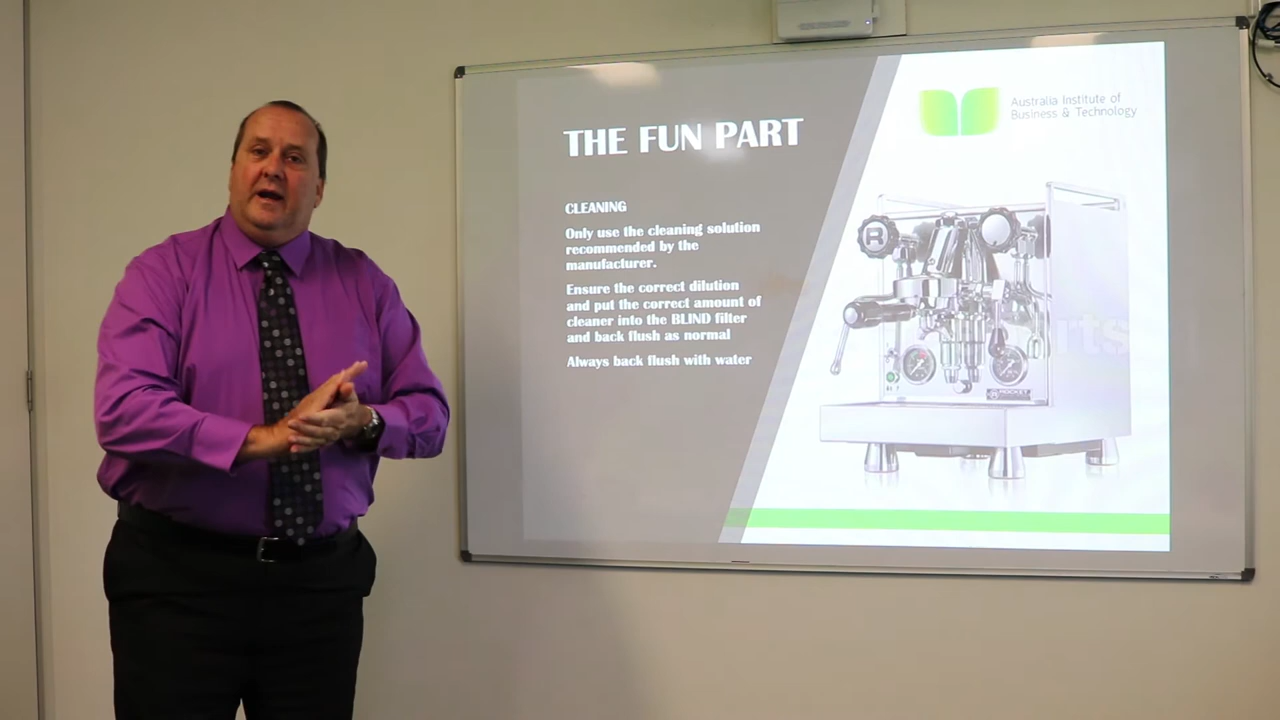 THE FUN PART
Australia Institute of
Business & Technology
CLEANING
Only use the cleaning solution
recommended by the
manufacturer.
Ensure the correct dilution
and put the correct amount of
cleaner into the BLIND filter
and back flush as normal
Always back flush with water
R
ROCKET